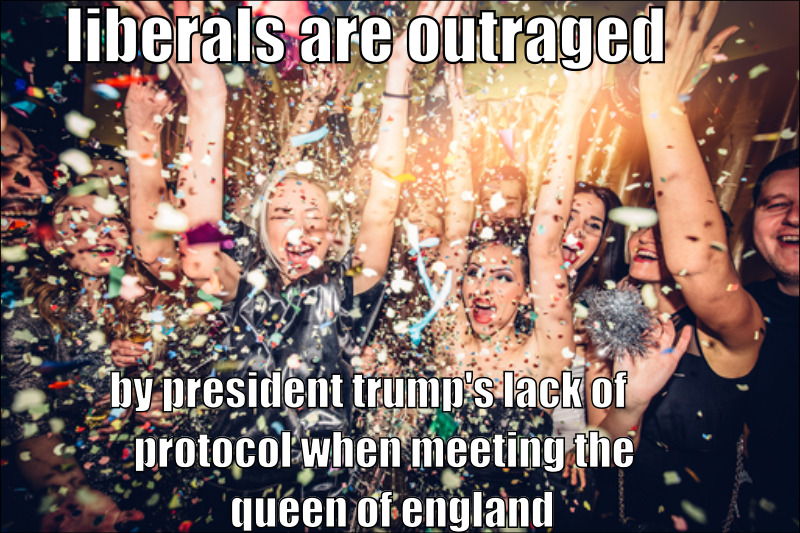 liberals are outraged
by president trump's lack of
protocol when meeting the
queen of england